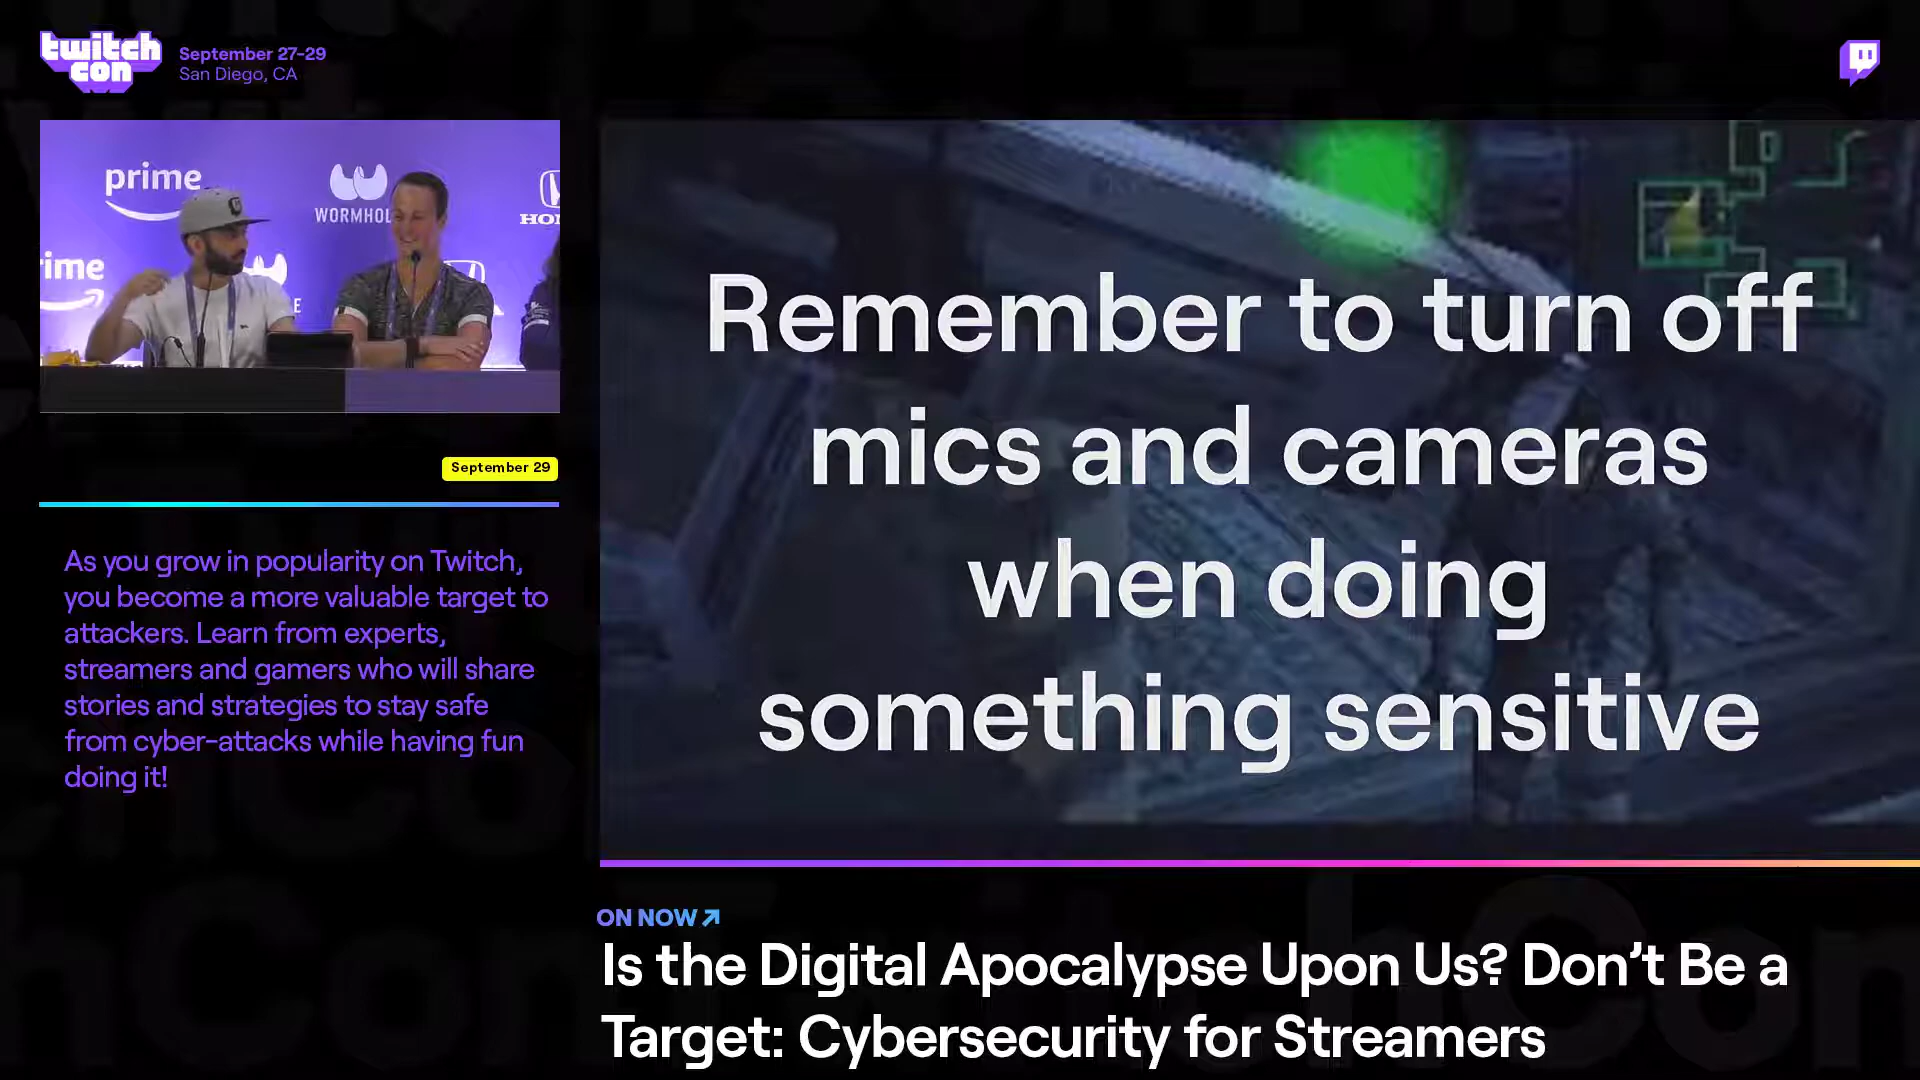 twitch
con
September 27-29
San Diego, CA
prime
WORMHOL
HON
rime
E
September 29
As you grow in popularity on Twitch,
you become a more valuable target to
attackers. Learn from experts,
streamers and gamers who will share
stories and strategies to stay safe
from cyber-attacks while having fun
doing it!
Remember to turn off
mics and cameras
when doing
something sensitive
ON NOW
Is the Digital Apocalypse Upon Us? Don’t Be a
Target: Cybersecurity for Streamers